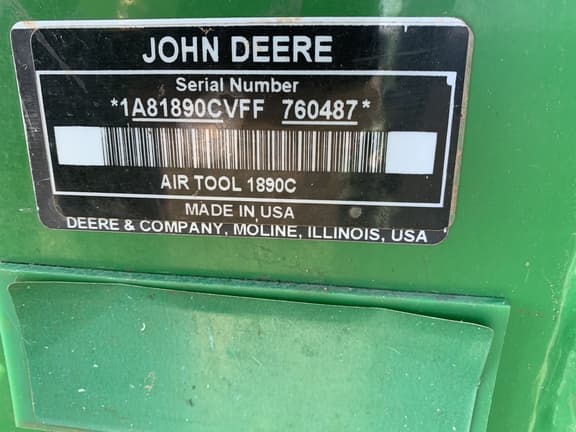 JOHN DEERE
Serial Number
*1A81890CVFF 760487*
AIR TOOL 1890C
MADE IN USA
DEERE & COMPANY, MOLINE, ILLINOIS, USA